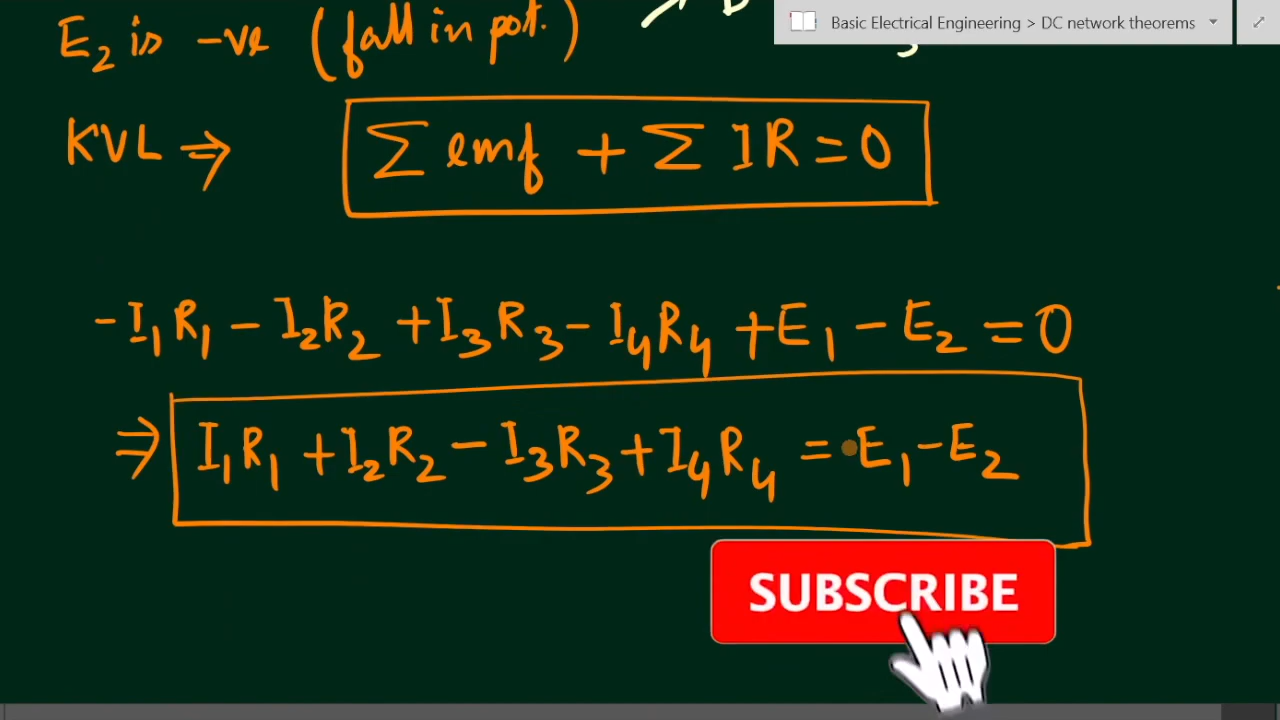 Basic Electrical Engineering > DC network theorems
E₂ is -ve (fall in pot.)
KVL ⇒ ∑ emf + ∑ IR = 0
-I₁R₁ - I₂R₂ + I₃R₃ - I₄R₄ + E₁ - E₂ = 0
⇒ I₁R₁ + I₂R₂ - I₃R₃ + I₄R₄ = E₁ - E₂
SUBSCRIBE